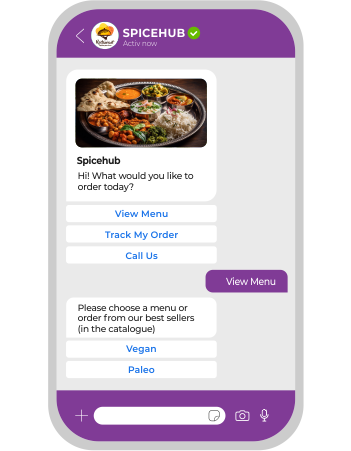 SPICEHUB
Activ now
Spicehub
Hi! What would you like to
order today?
View Menu
Track My Order
Call Us
View Menu
Please choose a menu or
order from our best sellers
(in the catalogue)
Vegan
Paleo